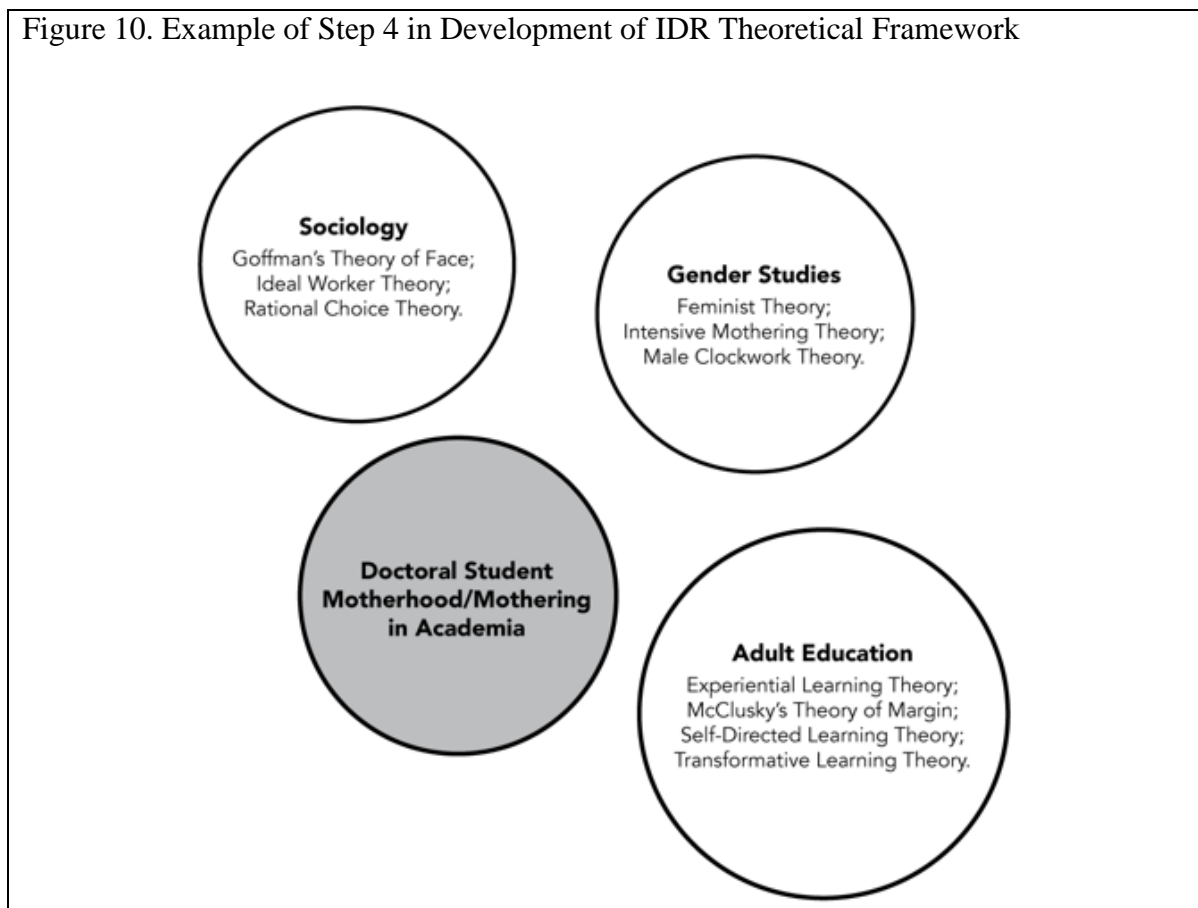 Figure 10. Example of Step 4 in Development of IDR Theoretical Framework
Sociology
Goffman's Theory of Face;
Ideal Worker Theory;
Rational Choice Theory.
Gender Studies
Feminist Theory;
Intensive Mothering Theory;
Male Clockwork Theory.
Doctoral Student
Motherhood/Mothering
in Academia
Adult Education
Experiential Learning Theory;
McClusky's Theory of Margin;
Self-Directed Learning Theory;
Transformative Learning Theory.